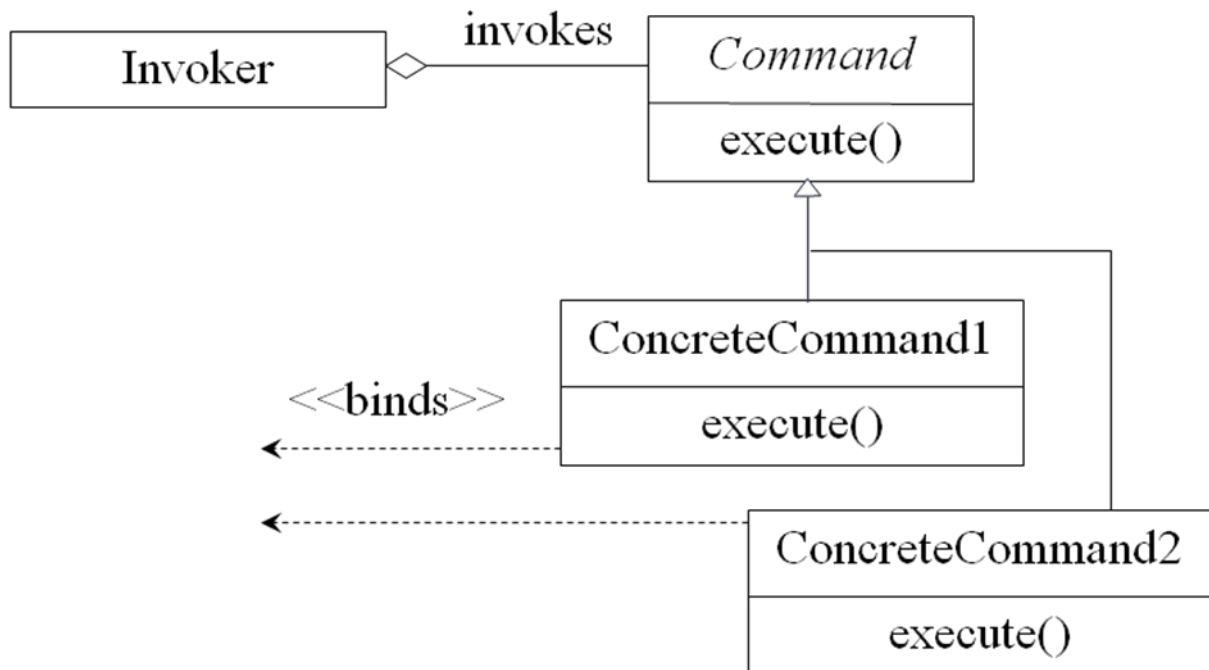 invokes
Invoker
Command
execute()
ConcreteCommand1
<<binds>>
execute()
ConcreteCommand2
execute()